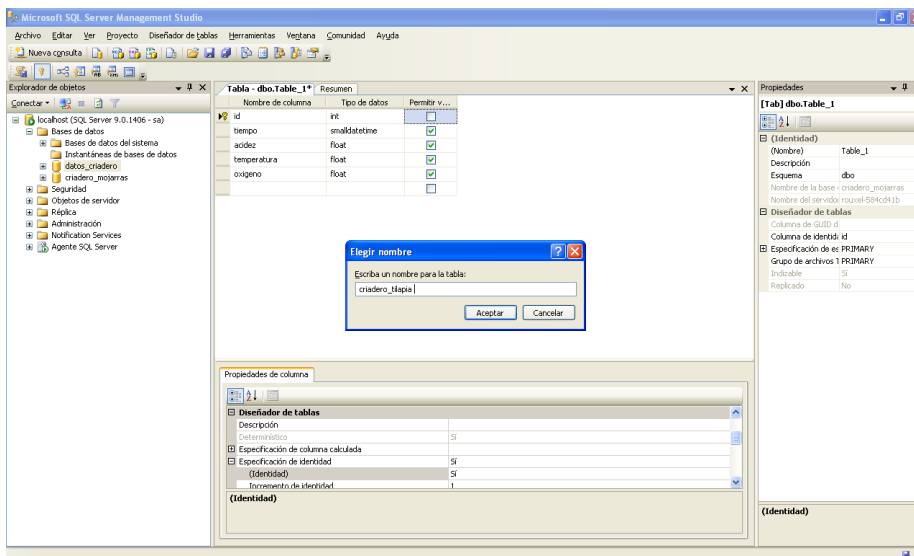 Microsoft SQL Server Management Studio
Archivo Editar Ver Proyecto Diseñador de tablas Herramientas Ventana Comunidad Ayuda
Nueva consulta
Explorador de objetos
Conectar
localhost (SQL Server 9.0.1406 - sa)
Bases de datos
Bases de datos del sistema
Instantáneas de bases de datos
datos_criadero
criadero_mojarras
Seguridad
Objetos de servidor
Réplica
Administración
Notification Services
Agente SQL Server
Tabla - dbo.Table_1* Resumen
Nombre de columna Tipo de datos Permitir v...
id int
tiempo smalldatetime
acidez float
temperatura float
oxigeno float
Elegir nombre
Escriba un nombre para la tabla:
criadero_tilapia
Aceptar Cancelar
Propiedades de columna
Diseñador de tablas
Descripción
Determinístico Sí
Especificación de columna calculada
Especificación de identidad Sí
(Identidad) Sí
Incremento de identidad 1
(Identidad)
Propiedades
[Tab] dbo.Table_1
(Identidad)
(Nombre) Table_1
Descripción
Esquema dbo
Nombre de la base criadero_mojarras
Nombre del servidor rouxel-584cd41b
Diseñador de tablas
Columna de GUID d
Columna de identid id
Especificación de es PRIMARY
Grupo de archivos T PRIMARY
Indizable Sí
Replicado No
(Identidad)